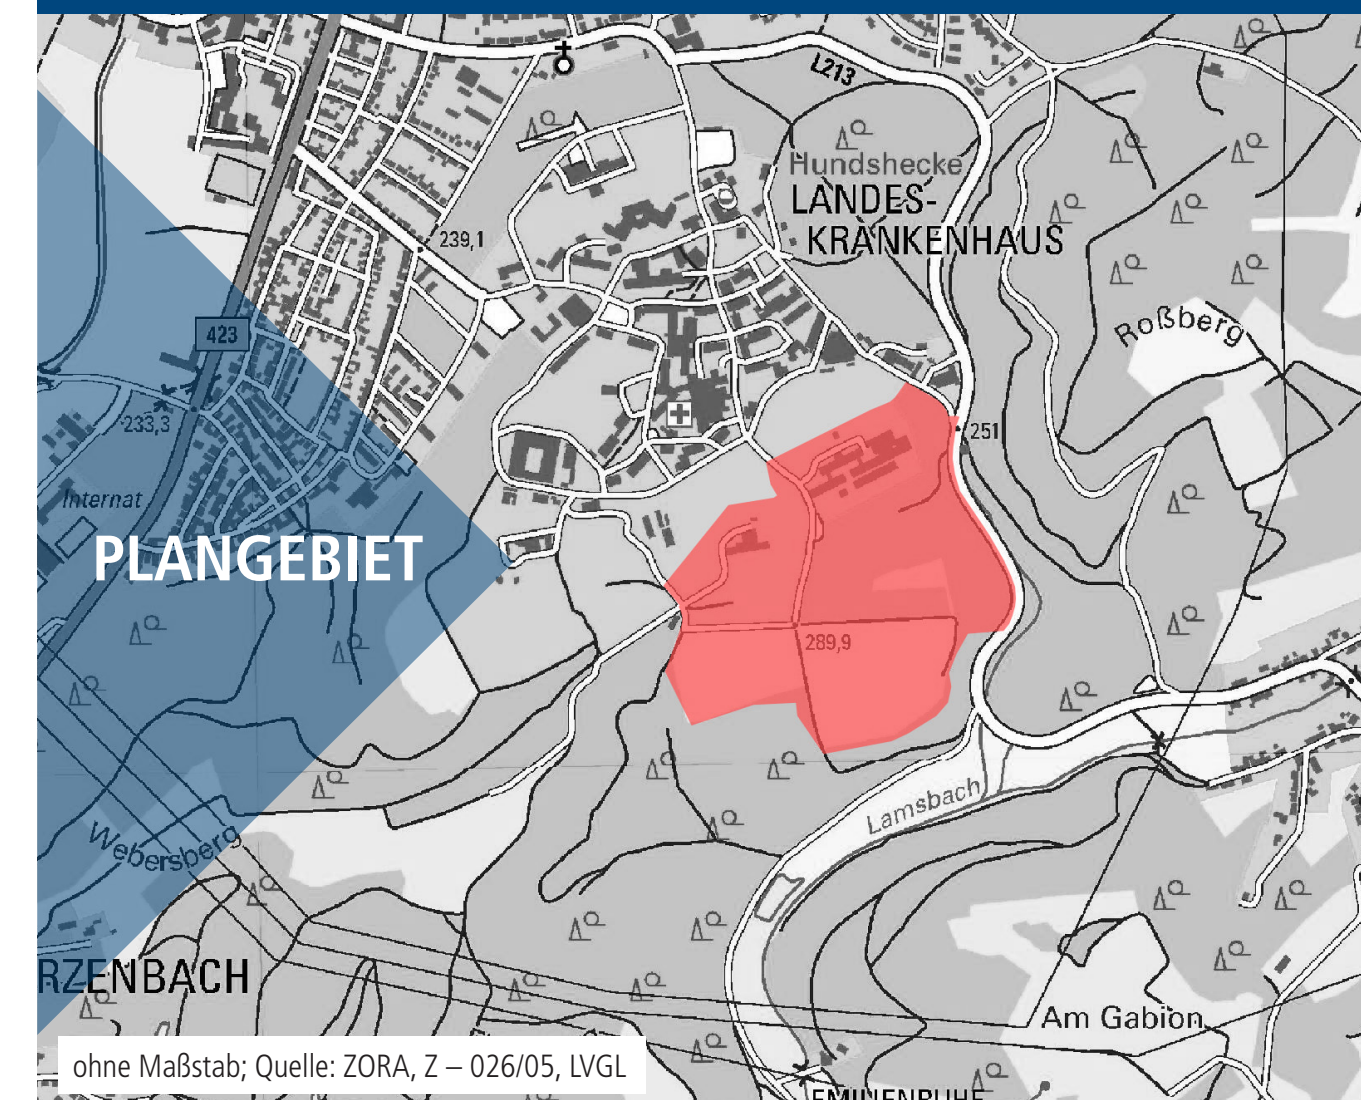 L213
Hundshecke
LANDES-
KRANKENHAUS
239,1
Roßberg
423
233,3
251
Internat
PLANGEBIET
289,9
Lamsbach
Webersberg
RZENBACH
Am Gabion
ohne Maßstab; Quelle: ZORA, Z – 026/05, LVGL
EMILIENRUHE